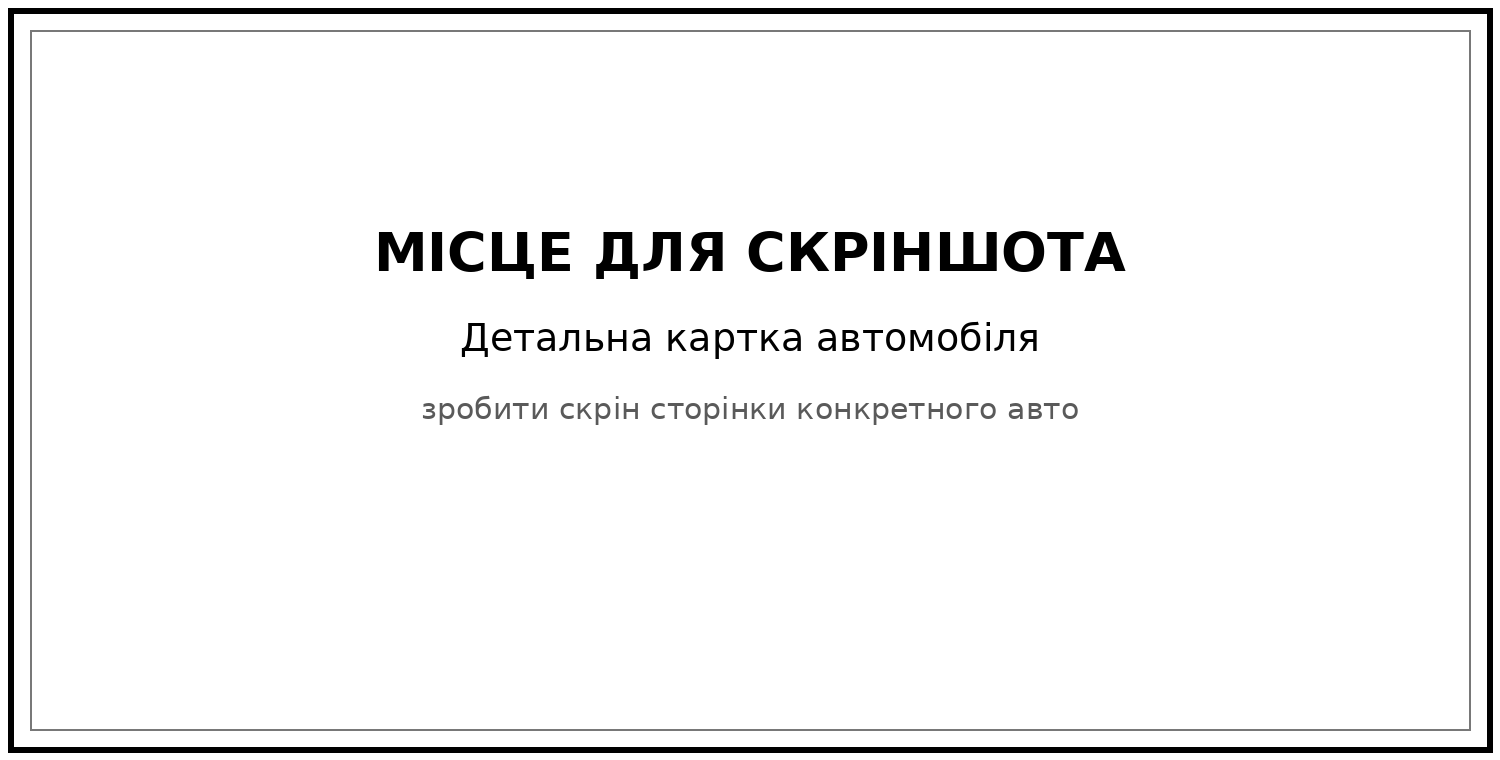 МІСЦЕ ДЛЯ СКРІНШОТА
Детальна картка автомобіля
зробити скрін сторінки конкретного авто